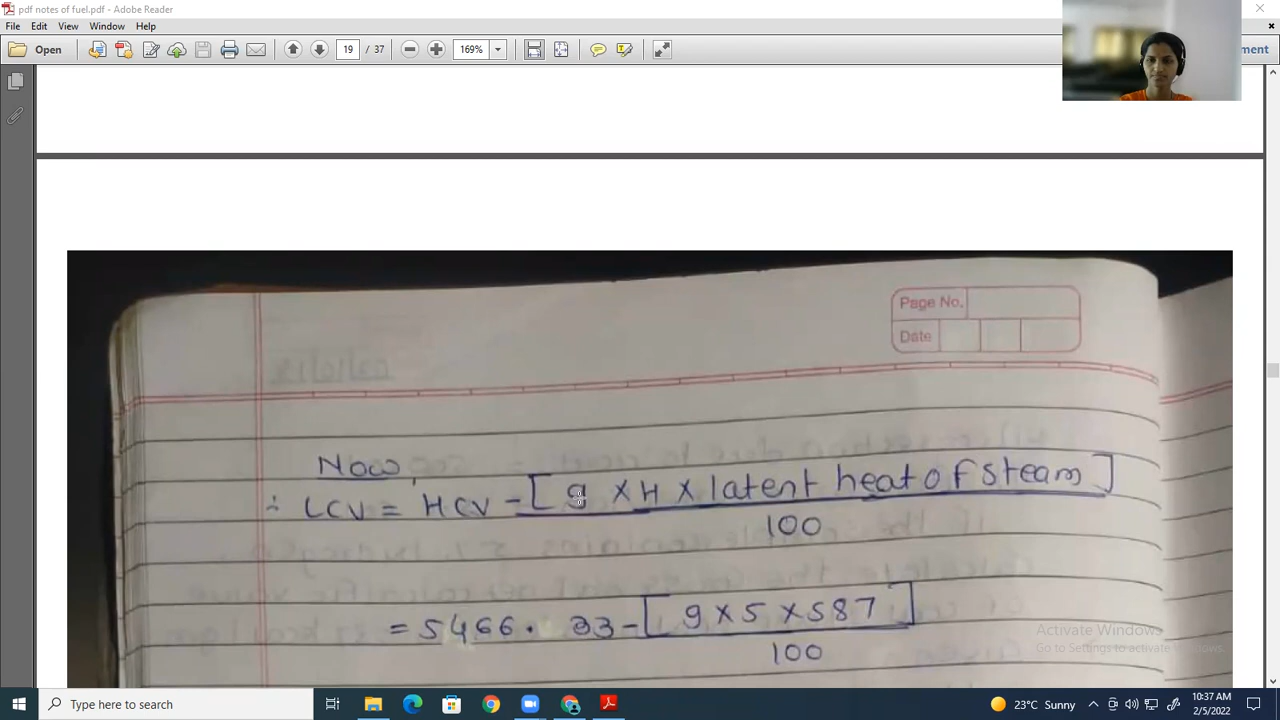 pdf notes of fuel.pdf - Adobe Reader
File Edit View Window Help
Open 19 / 37 169% ment
Page No.
Date
Now,
∴ LCV = HCV - [ 9 × H × latent heat of steam ]
100
= 5466. 33 - [ 9 × 5 × 587 ]
100
Activate Windows
Go to Settings to activate Windows.
Type here to search
23°C Sunny
10:37 AM
2/5/2022